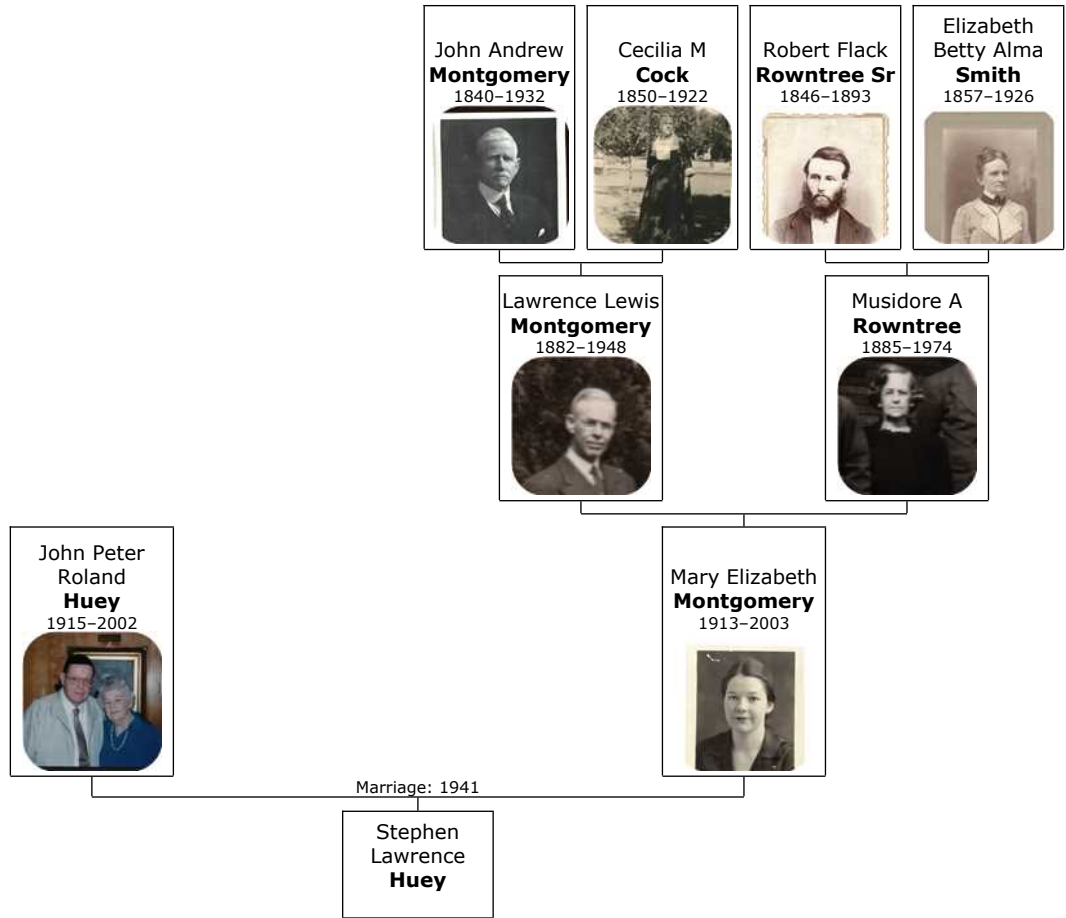 John Andrew
Montgomery
1840–1932
Cecilia M
Cock
1850–1922
Robert Flack
Rowntree Sr
1846–1893
Elizabeth
Betty Alma
Smith
1857–1926
Lawrence Lewis
Montgomery
1882–1948
Musidore A
Rowntree
1885–1974
John Peter
Roland
Huey
1915–2002
Mary Elizabeth
Montgomery
1913–2003
Marriage: 1941
Stephen
Lawrence
Huey